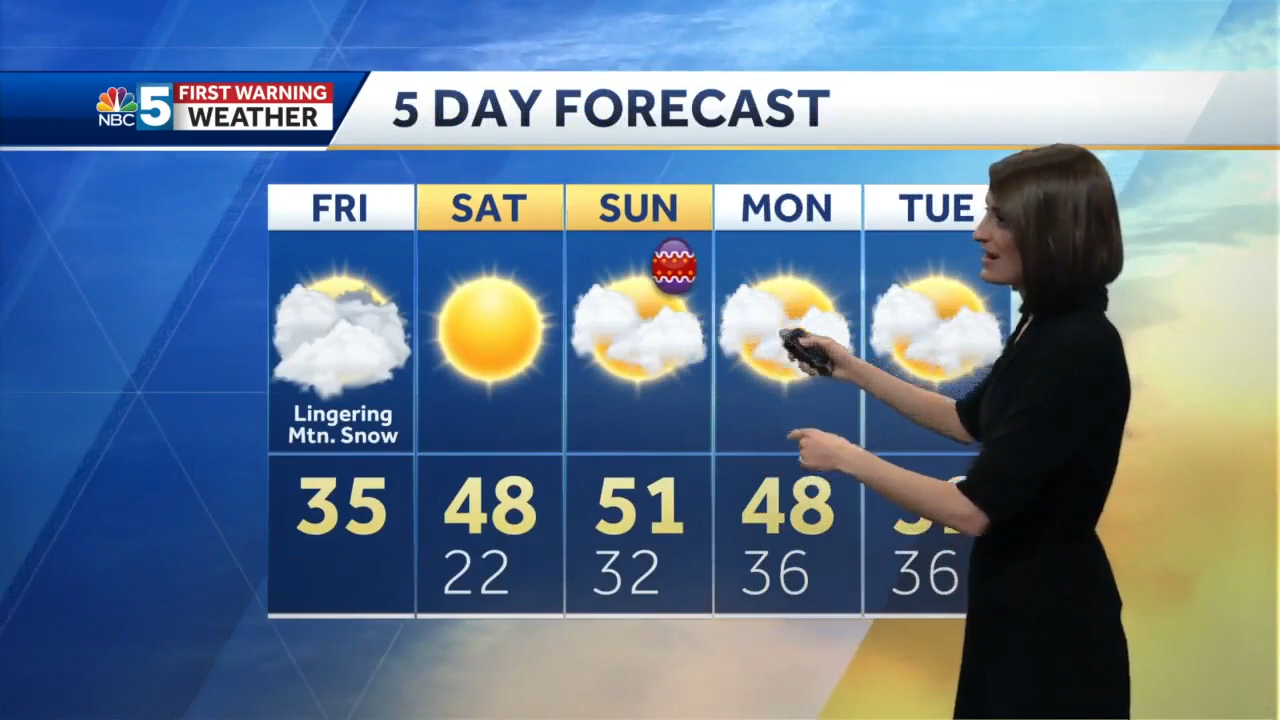 NBC 5 FIRST WARNING
WEATHER
5 DAY FORECAST
FRI SAT SUN MON TUE
Lingering
Mtn. Snow
35 48 51 48
22 32 36 36